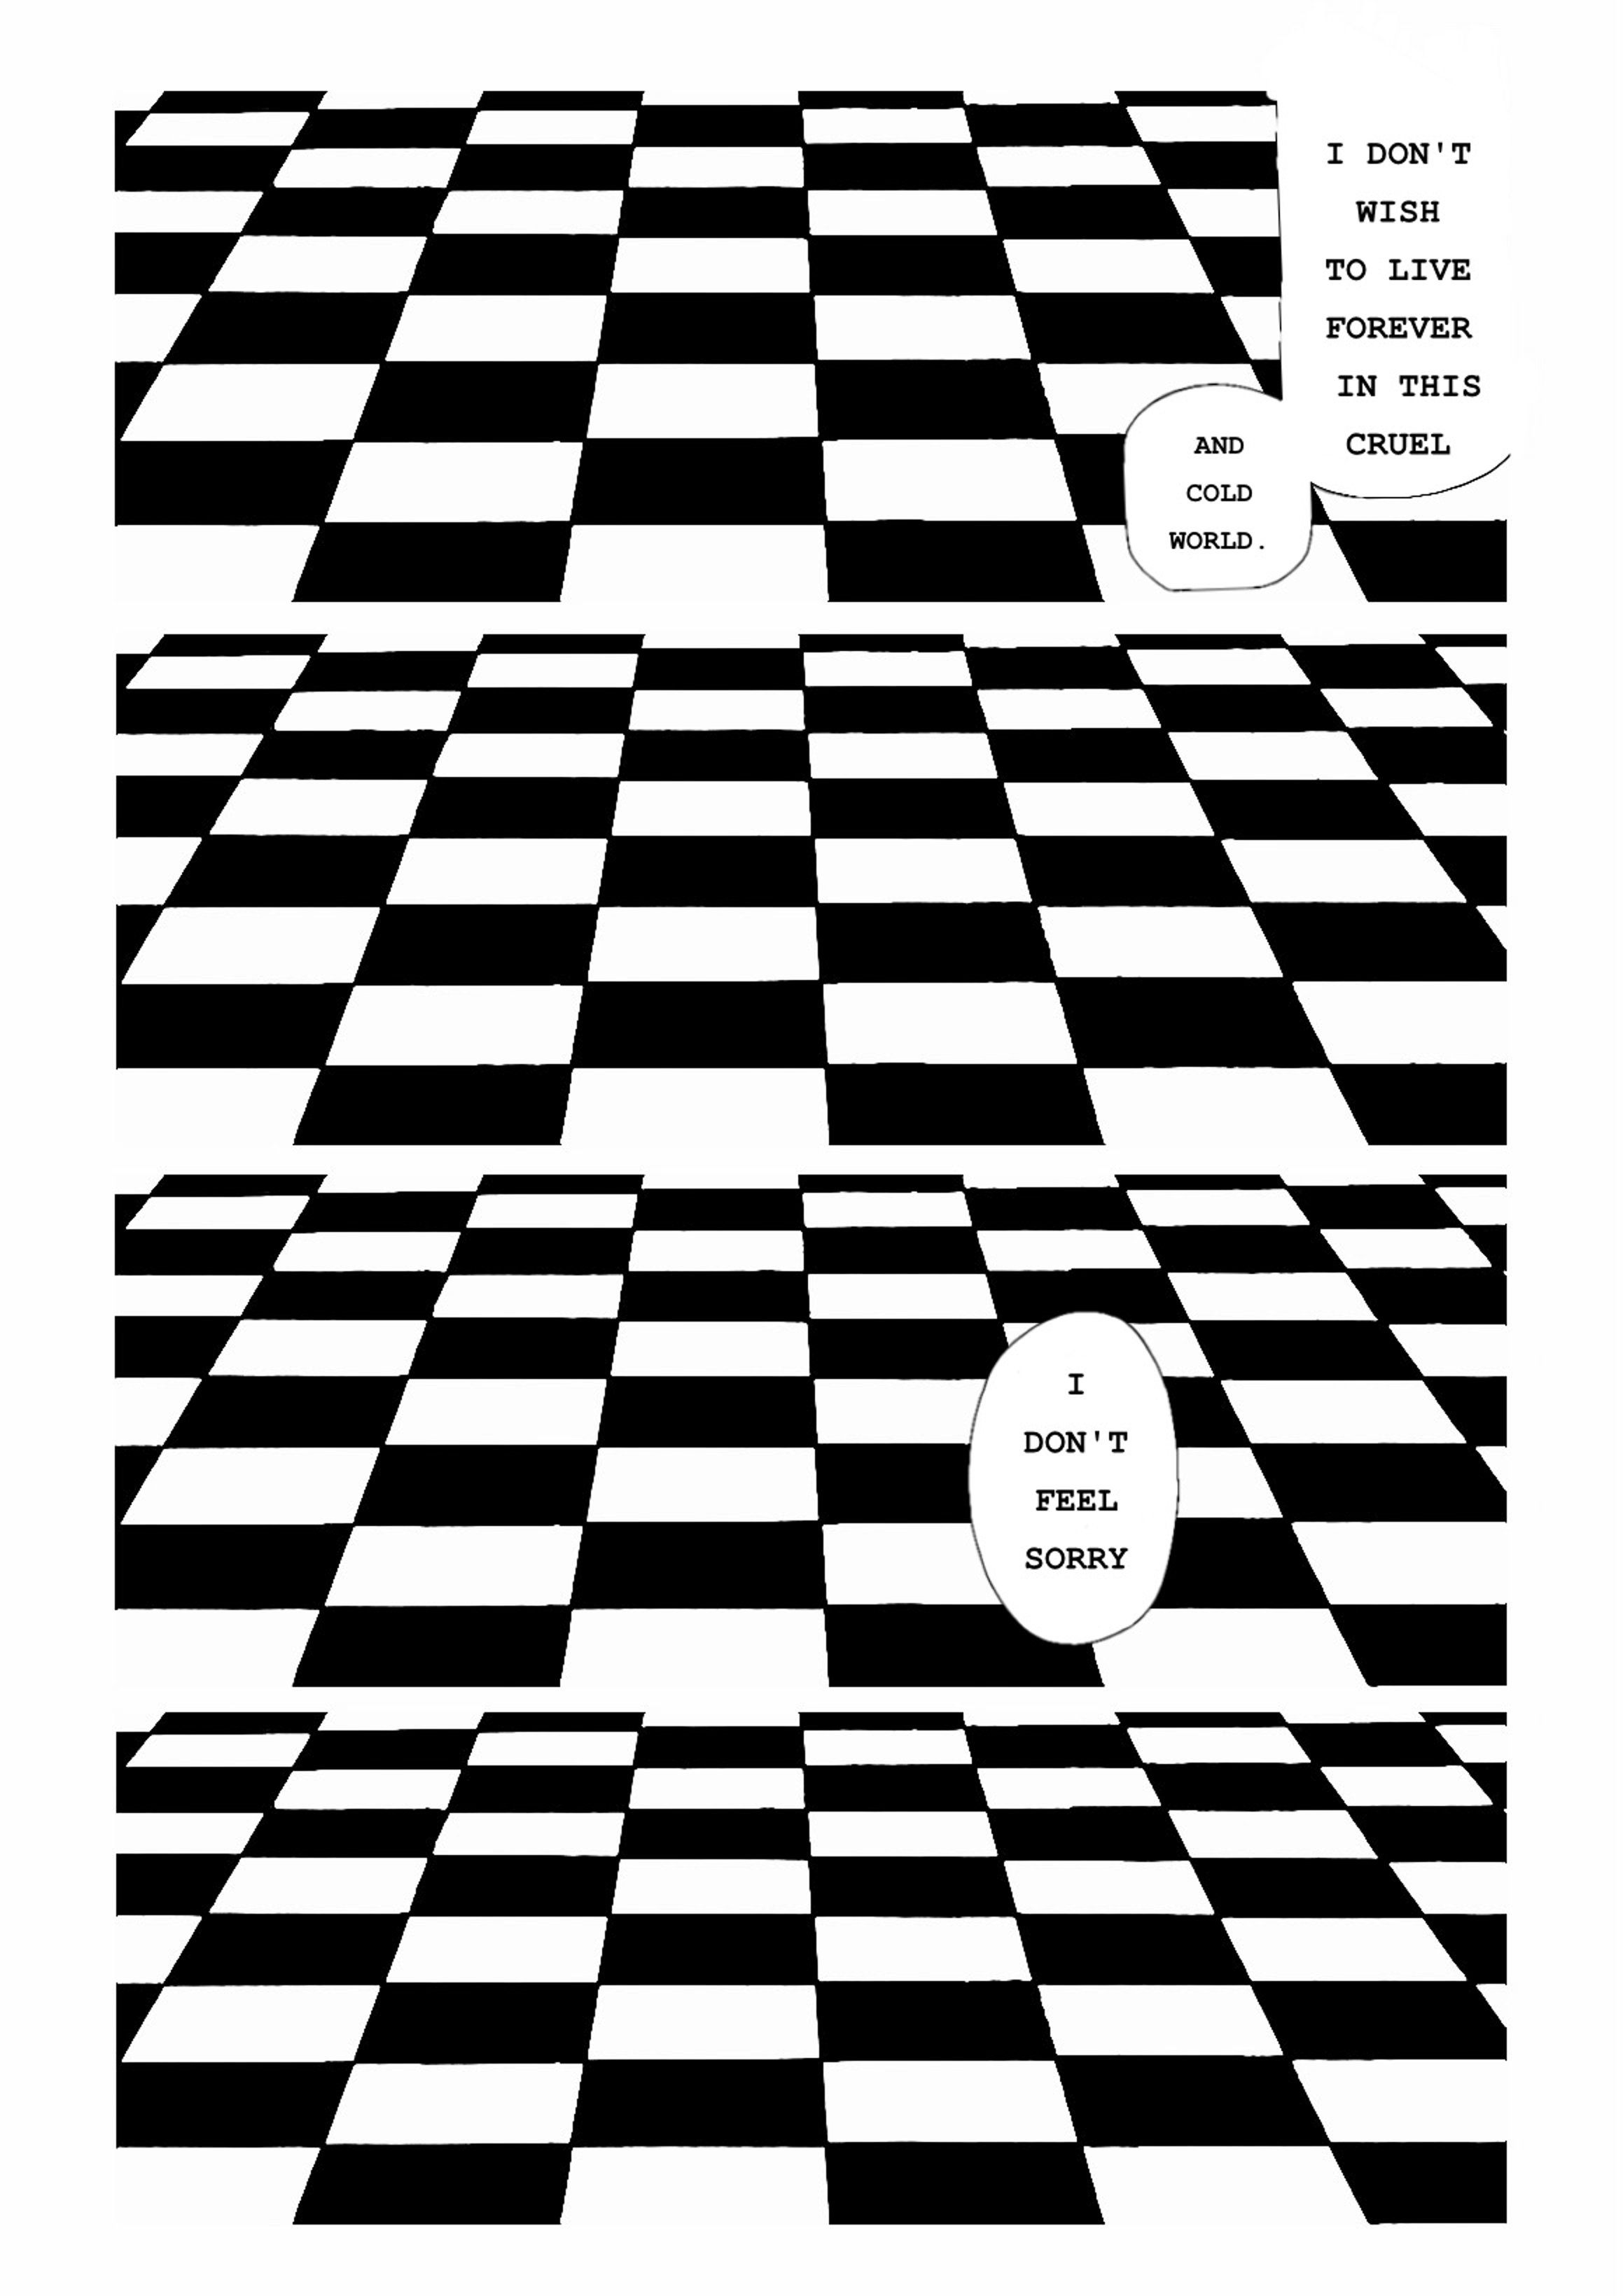 I DON'T
WISH
TO LIVE
FOREVER
IN THIS
CRUEL
AND
COLD
WORLD.
I
DON'T
FEEL
SORRY